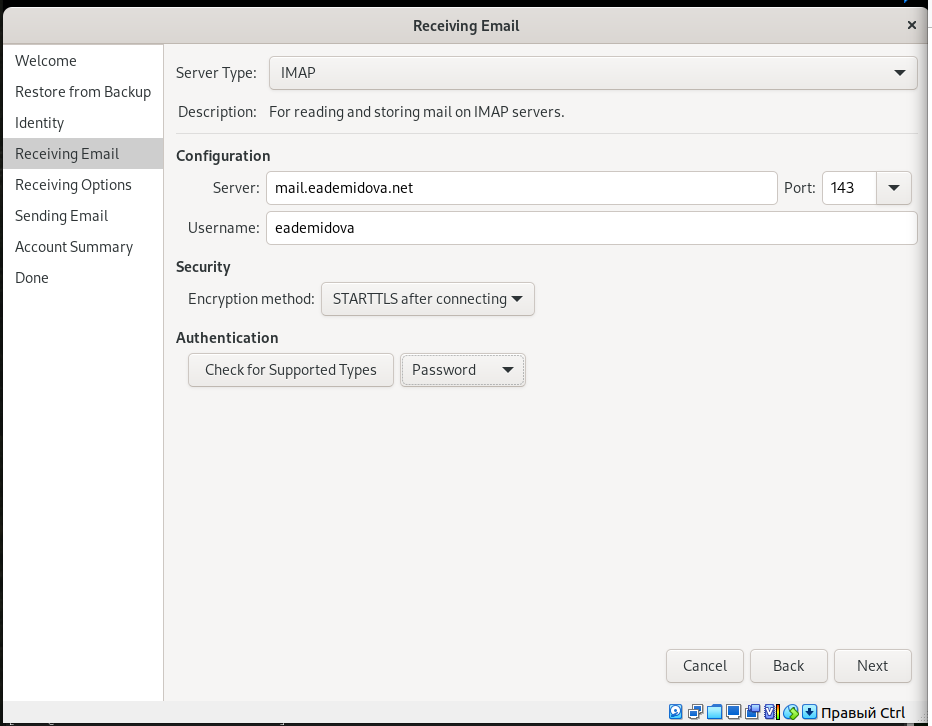 Receiving Email
Welcome
Restore from Backup
Identity
Receiving Email
Receiving Options
Sending Email
Account Summary
Done
Server Type: IMAP
Description: For reading and storing mail on IMAP servers.
Configuration
Server: mail.eademidova.net Port: 143
Username: eademidova
Security
Encryption method: STARTTLS after connecting
Authentication
Check for Supported Types Password
Cancel Back Next
Правый Ctrl